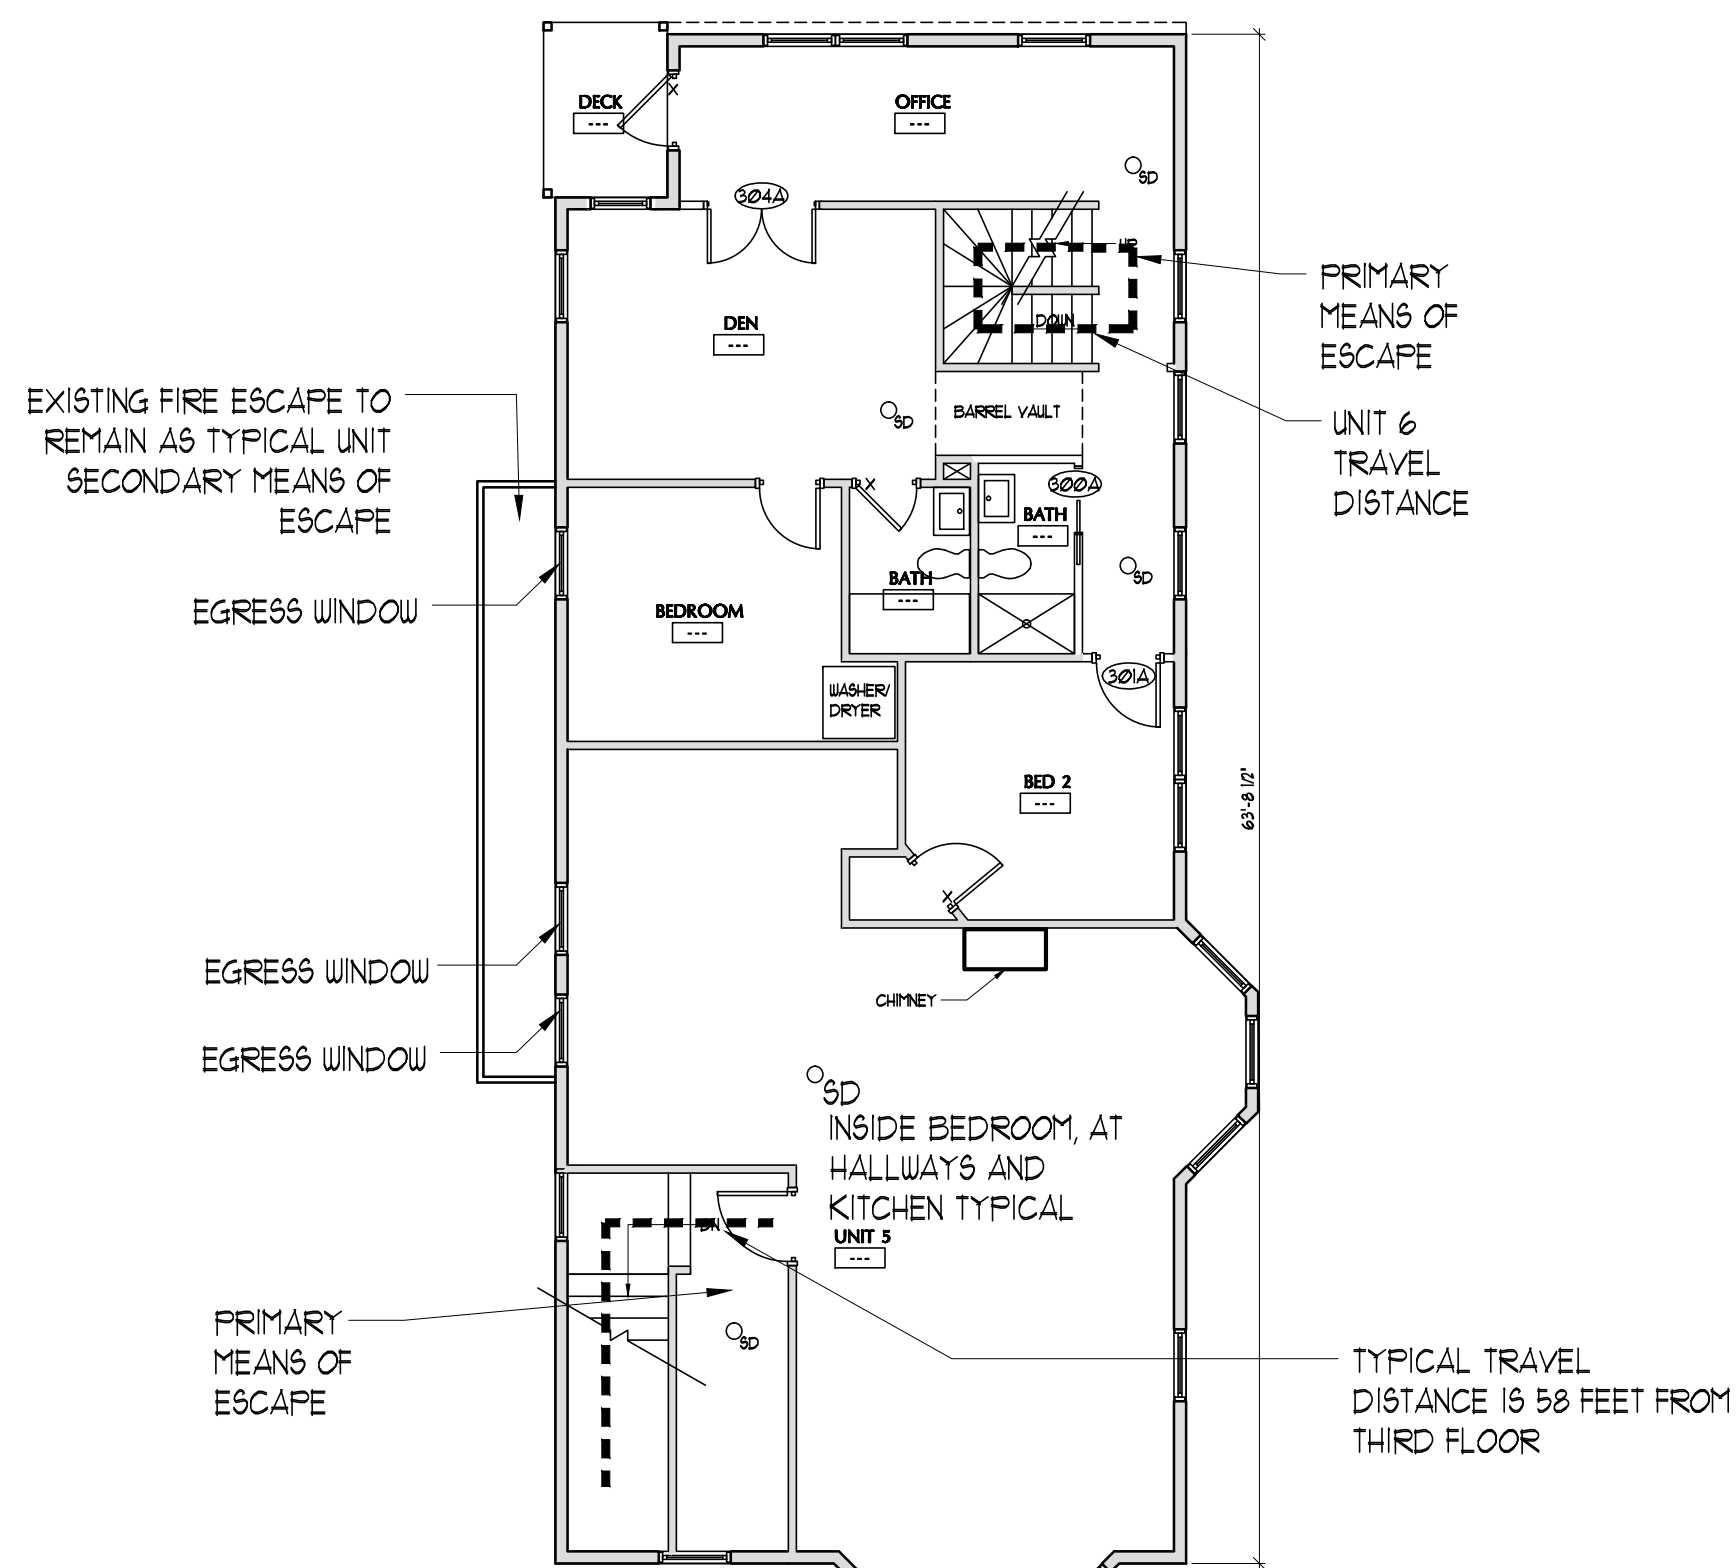 DECK
---
OFFICE
---
SD
304A
UP
PRIMARY
MEANS OF
ESCAPE
DEN
---
DOWN
EXISTING FIRE ESCAPE TO
REMAIN AS TYPICAL UNIT
SECONDARY MEANS OF
ESCAPE
SD
BARREL VAULT
UNIT 6
TRAVEL
DISTANCE
X
X
300A
BATH
---
EGRESS WINDOW
BEDROOM
---
BATH
---
SD
WASHER/
DRYER
301A
BED 2
---
63'-8 1/2"
X
EGRESS WINDOW
CHIMNEY
EGRESS WINDOW
SD
INSIDE BEDROOM, AT
HALLWAYS AND
KITCHEN TYPICAL
UNIT 5
---
DN
PRIMARY
MEANS OF
ESCAPE
SD
TYPICAL TRAVEL
DISTANCE IS 58 FEET FROM
THIRD FLOOR